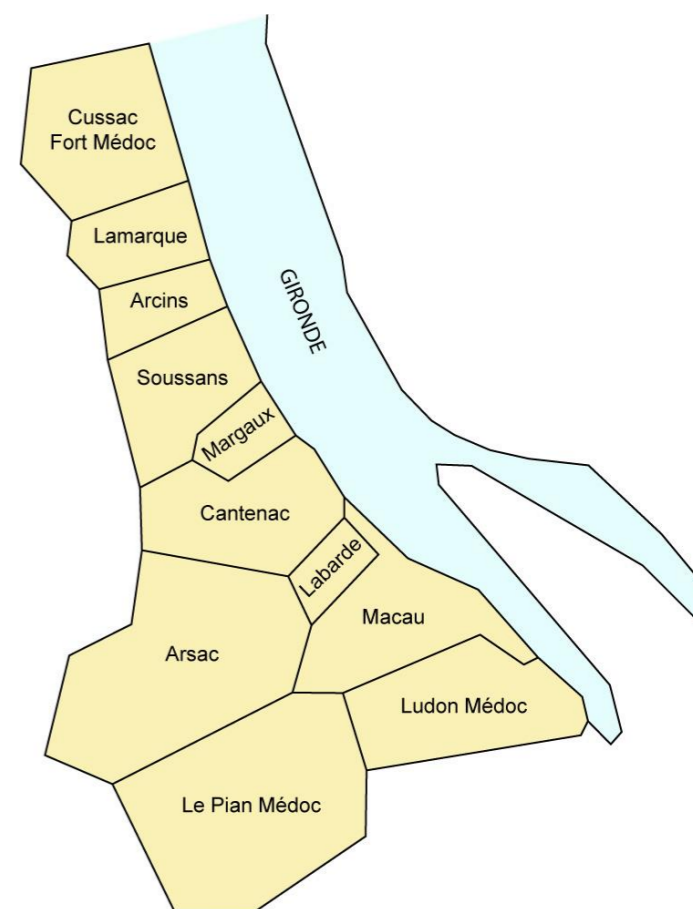 Cussac
Fort Médoc
Lamarque
GIRONDE
Arcins
Soussans
Margaux
Cantenac
Labarde
Macau
Arsac
Ludon Médoc
Le Pian Médoc